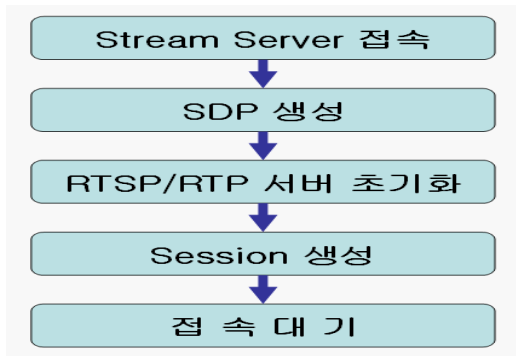 Stream Server 접속
SDP 생성
RTSP/RTP 서버 초기화
Session 생성
접 속 대 기